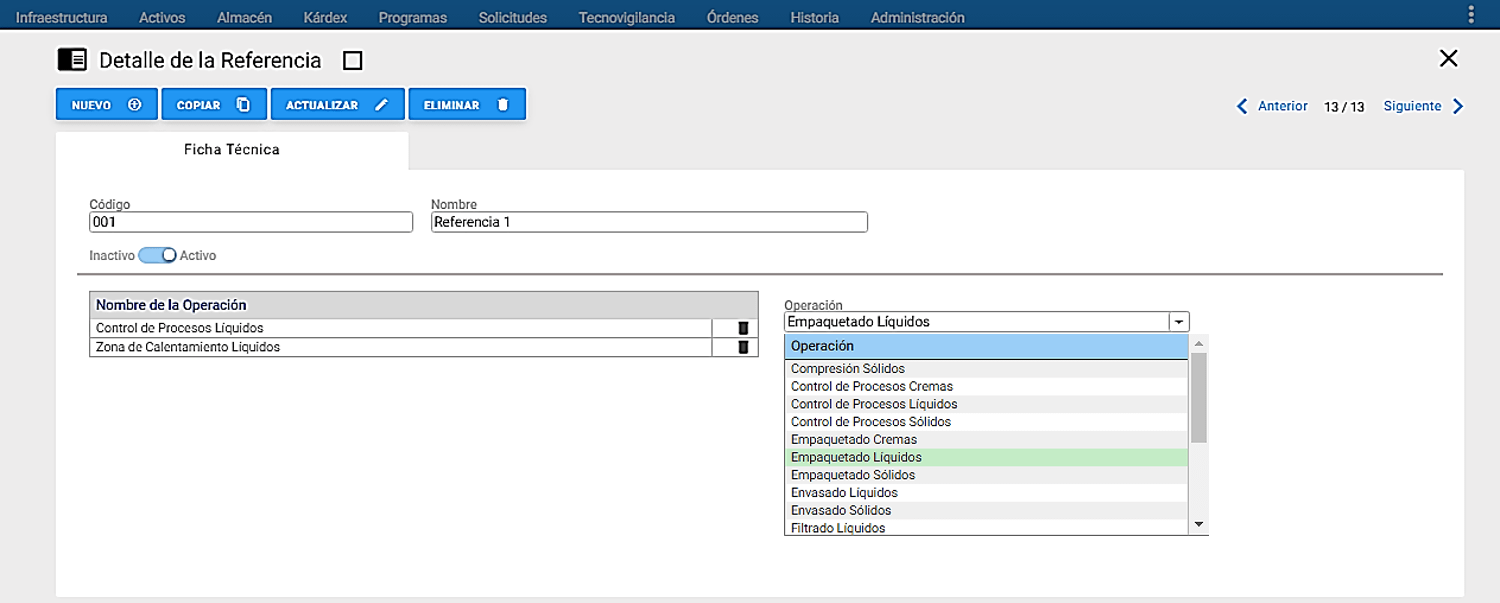 Infraestructura Activos Almacén Kárdex Programas Solicitudes Tecnovigilancia Órdenes Historia Administración
Detalle de la Referencia
NUEVO COPIAR ACTUALIZAR ELIMINAR
Anterior 13 / 13 Siguiente
Ficha Técnica
Código Nombre
001 Referencia 1
Inactivo Activo
Nombre de la Operación
Control de Procesos Líquidos
Zona de Calentamiento Líquidos
Operación
Empaquetado Líquidos
Operación
Compresión Sólidos
Control de Procesos Cremas
Control de Procesos Líquidos
Control de Procesos Sólidos
Empaquetado Cremas
Empaquetado Líquidos
Empaquetado Sólidos
Envasado Líquidos
Envasado Sólidos
Filtrado Líquidos